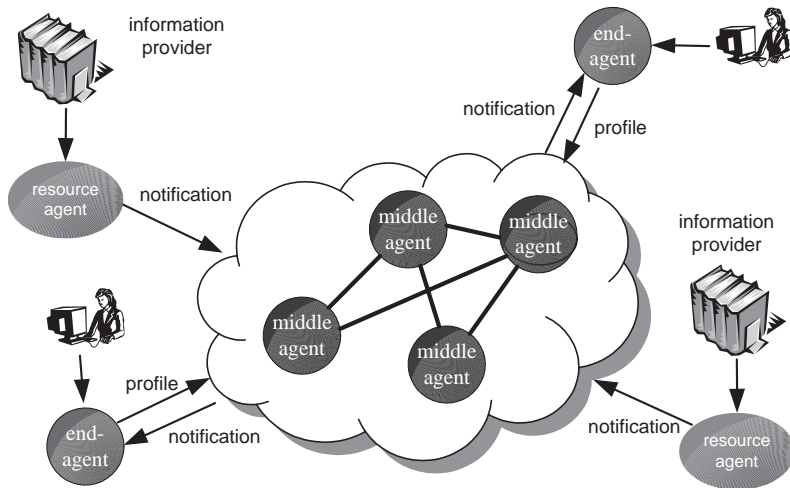 information
provider
end-
agent
notification
profile
resource
agent
notification
middle
agent
middle
agent
information
provider
middle
agent
middle
agent
profile
notification
end-
agent
notification
resource
agent